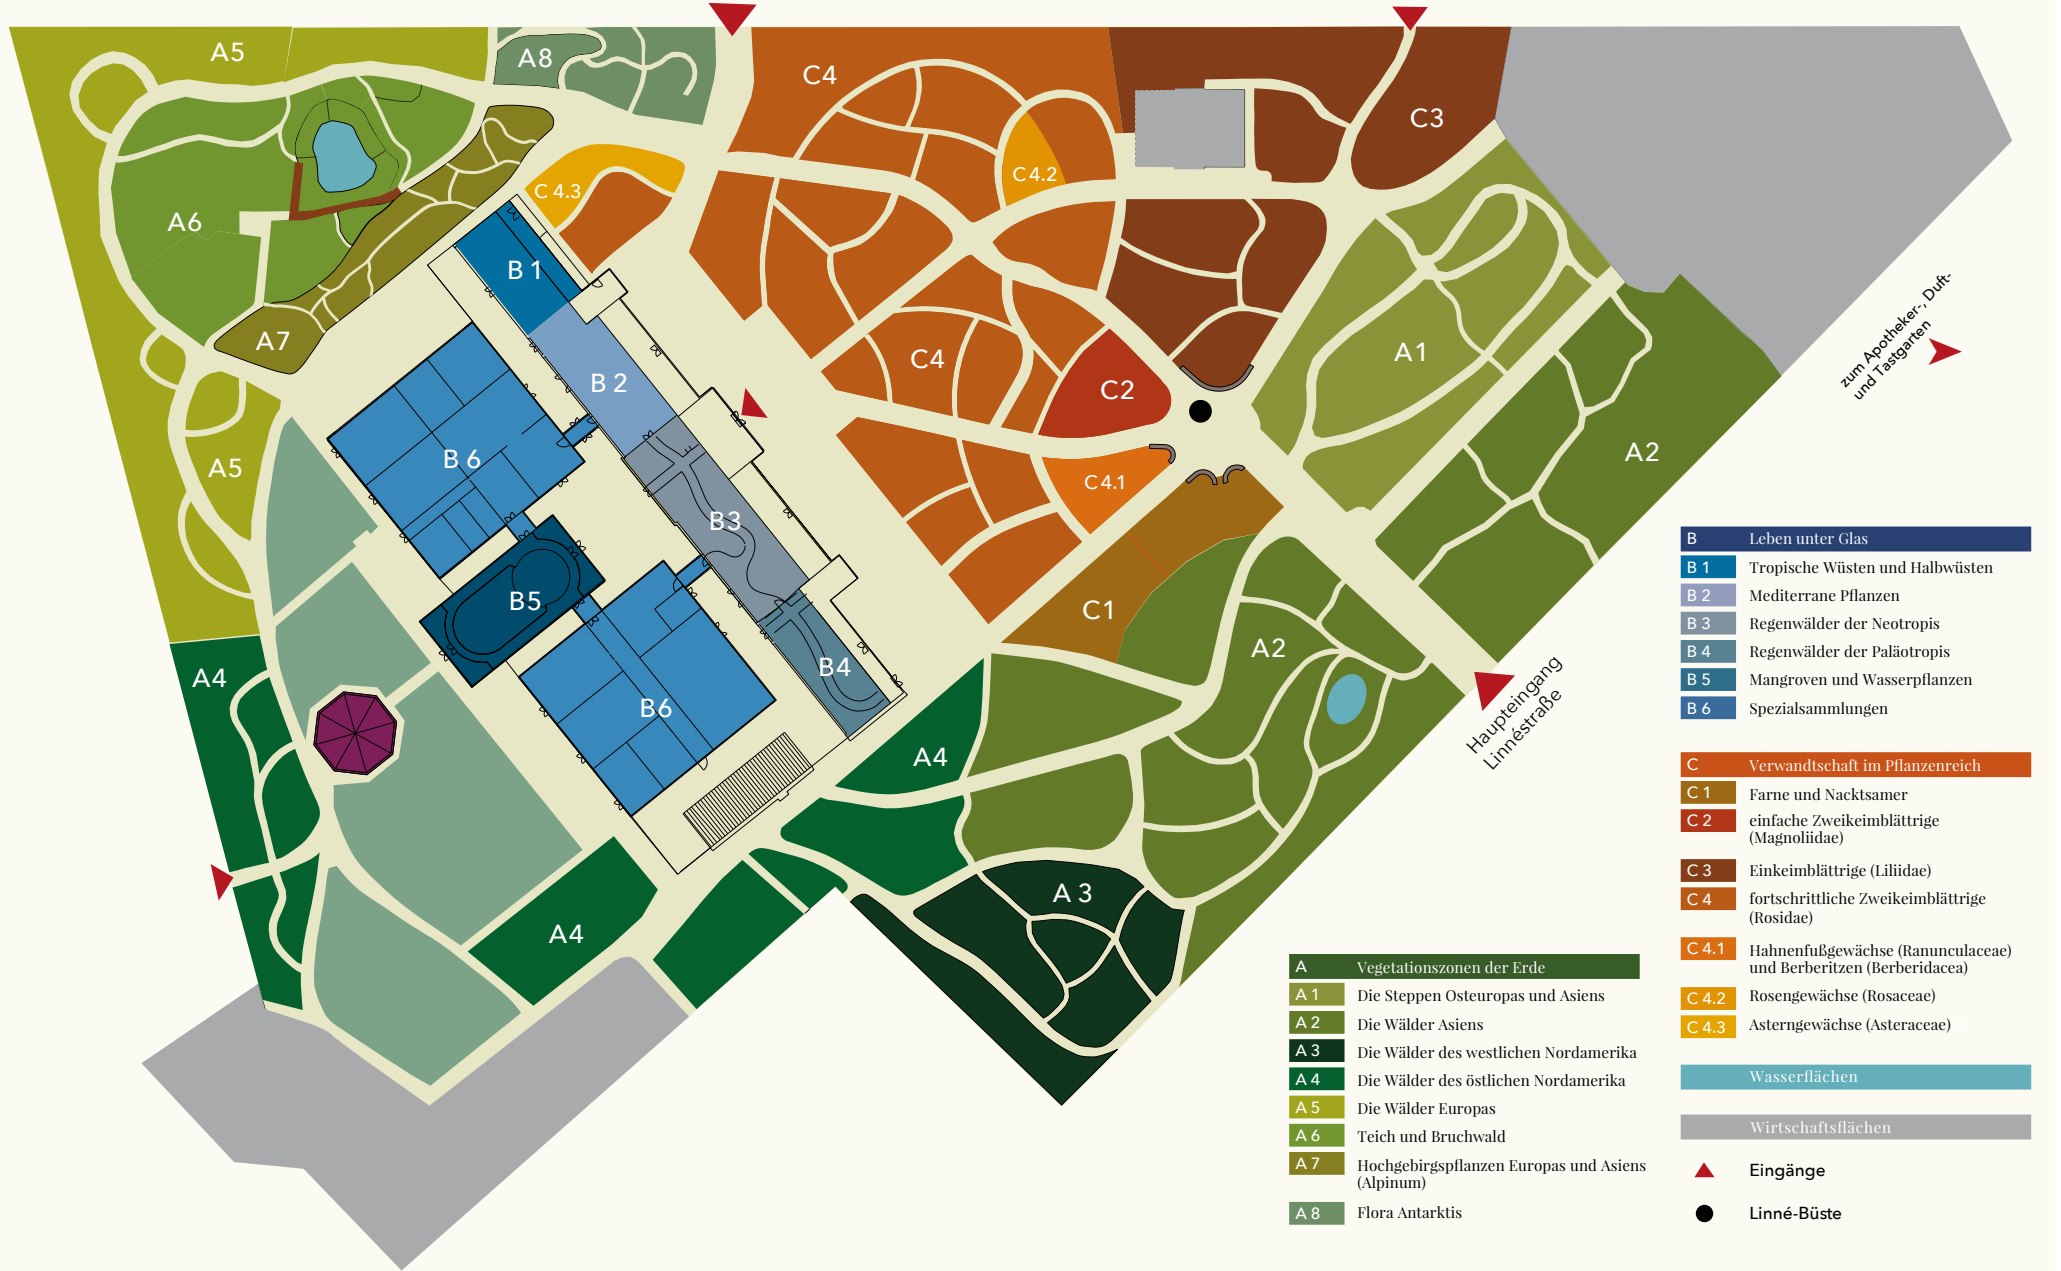 A5
A8
C4
C3
C 4.3
C 4.2
A6
B 1
A7
B 2
C4
C2
A1
zum Apotheker-, Duft-
und Tastgarten
A5
B 6
C 4.1
A2
B3
B5
C1
A4
B4
B6
A2
Haupteingang
Linnéstraße
A4
A 3
A4
B Leben unter Glas
B 1 Tropische Wüsten und Halbwüsten
B 2 Mediterrane Pflanzen
B 3 Regenwälder der Neotropis
B 4 Regenwälder der Paläotropis
B 5 Mangroven und Wasserpflanzen
B 6 Spezialsammlungen
C Verwandtschaft im Pflanzenreich
C 1 Farne und Nacktsamer
C 2 einfache Zweikeimblättrige
(Magnoliidae)
C 3 Einkeimblättrige (Liliidae)
C 4 fortschrittliche Zweikeimblättrige
(Rosidae)
C 4.1 Hahnenfußgewächse (Ranunculaceae)
und Berberitzen (Berberidacea)
C 4.2 Rosengewächse (Rosaceae)
C 4.3 Asterngewächse (Asteraceae)
Wasserflächen
Wirtschaftsflächen
Eingänge
Linné-Büste
A Vegetationszonen der Erde
A 1 Die Steppen Osteuropas und Asiens
A 2 Die Wälder Asiens
A 3 Die Wälder des westlichen Nordamerika
A 4 Die Wälder des östlichen Nordamerika
A 5 Die Wälder Europas
A 6 Teich und Bruchwald
A 7 Hochgebirgspflanzen Europas und Asiens
(Alpinum)
A 8 Flora Antarktis